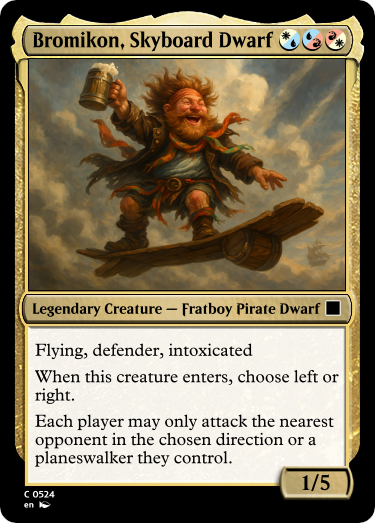 Bromikon, Skyboard Dwarf
Legendary Creature — Fratboy Pirate Dwarf
Flying, defender, intoxicated
When this creature enters, choose left or
right.
Each player may only attack the nearest
opponent in the chosen direction or a
planeswalker they control.
1/5
C 0524
en